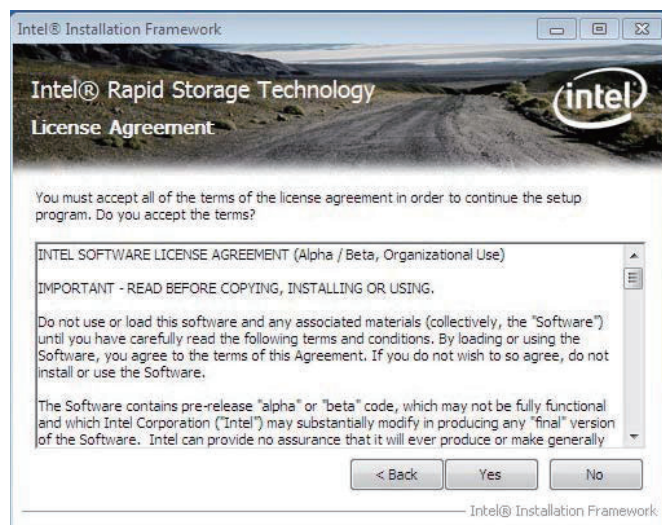 Intel® Installation Framework
Intel® Rapid Storage Technology
License Agreement
intel
You must accept all of the terms of the license agreement in order to continue the setup
program. Do you accept the terms?
INTEL SOFTWARE LICENSE AGREEMENT (Alpha / Beta, Organizational Use)
IMPORTANT - READ BEFORE COPYING, INSTALLING OR USING.
Do not use or load this software and any associated materials (collectively, the "Software")
until you have carefully read the following terms and conditions. By loading or using the
Software, you agree to the terms of this Agreement. If you do not wish to so agree, do not
install or use the Software.
The Software contains pre-release "alpha" or "beta" code, which may not be fully functional
and which Intel Corporation ("Intel") may substantially modify in producing any "final" version
of the Software.  Intel can provide no assurance that it will ever produce or make generally
< Back
Yes
No
Intel® Installation Framework